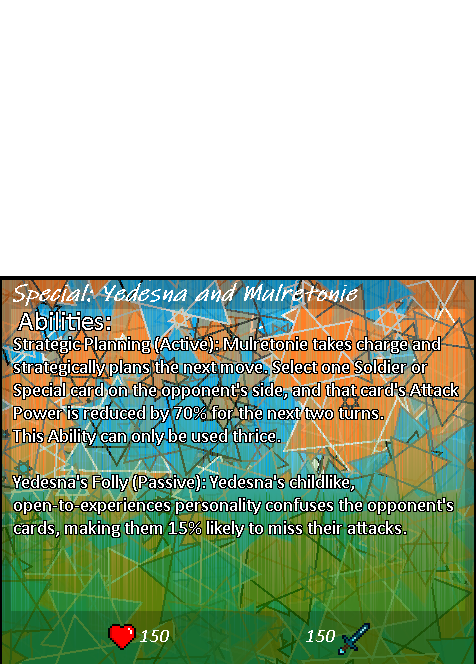 Special: Yedesna and Mulretonie
Abilities:
Strategic Planning (Active): Mulretonie takes charge and
strategically plans the next move. Select one Soldier or
Special card on the opponent's side, and that card's Attack
Power is reduced by 70% for the next two turns.
This Ability can only be used thrice.
Yedesna's Folly (Passive): Yedesna's childlike,
open-to-experiences personality confuses the opponent's
cards, making them 15% likely to miss their attacks.
150 150